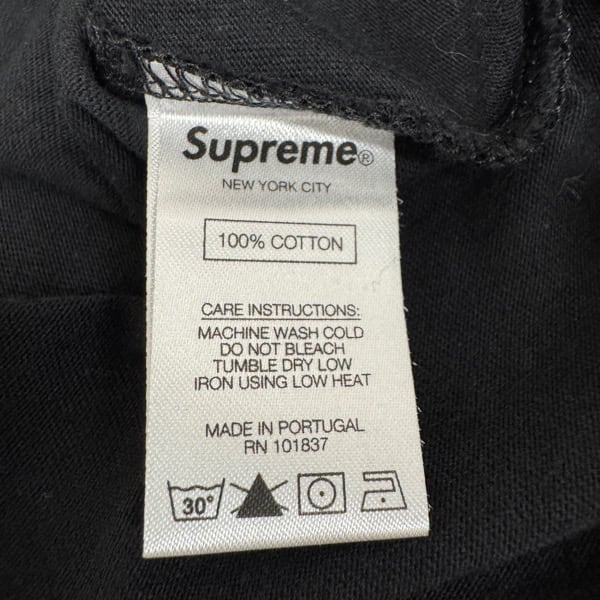 Supreme®
NEW YORK CITY
100% COTTON
CARE INSTRUCTIONS:
MACHINE WASH COLD
DO NOT BLEACH
TUMBLE DRY LOW
IRON USING LOW HEAT
MADE IN PORTUGAL
RN 101837
30°